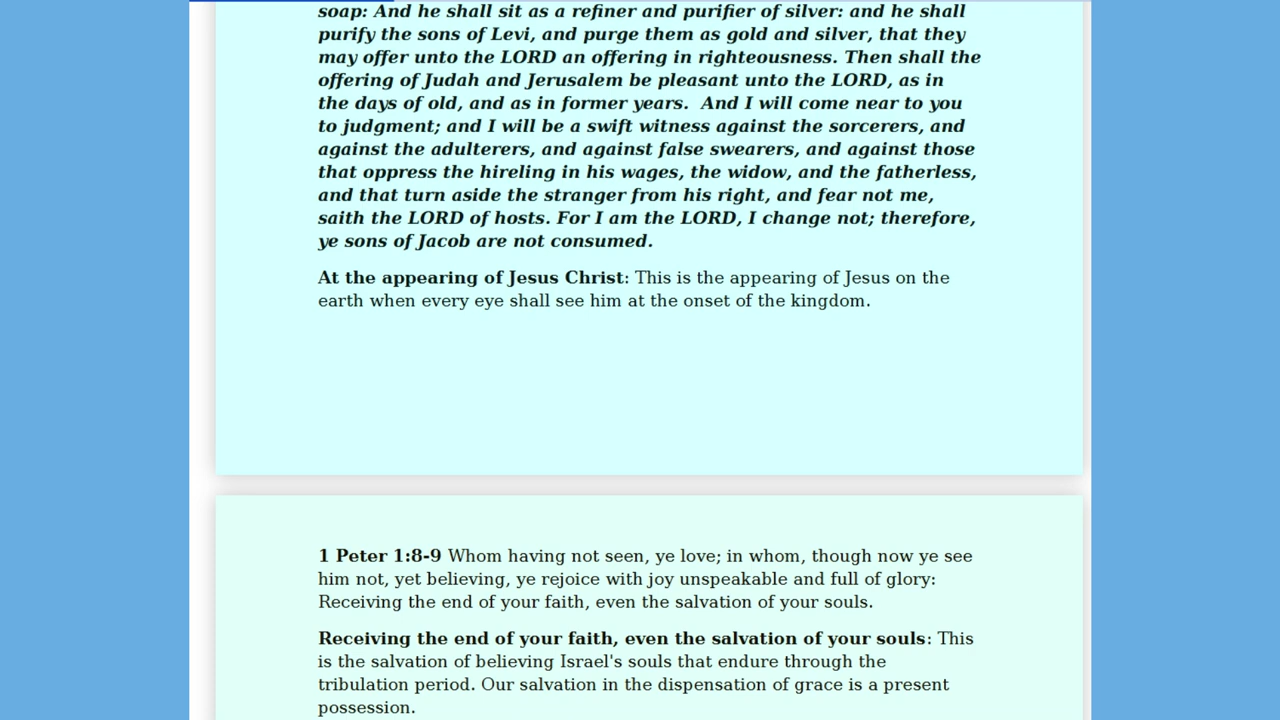 soap: And he shall sit as a refiner and purifier of silver: and he shall
purify the sons of Levi, and purge them as gold and silver, that they
may offer unto the LORD an offering in righteousness. Then shall the
offering of Judah and Jerusalem be pleasant unto the LORD, as in
the days of old, and as in former years.  And I will come near to you
to judgment; and I will be a swift witness against the sorcerers, and
against the adulterers, and against false swearers, and against those
that oppress the hireling in his wages, the widow, and the fatherless,
and that turn aside the stranger from his right, and fear not me,
saith the LORD of hosts. For I am the LORD, I change not; therefore,
ye sons of Jacob are not consumed.
At the appearing of Jesus Christ: This is the appearing of Jesus on the
earth when every eye shall see him at the onset of the kingdom.
1 Peter 1:8-9 Whom having not seen, ye love; in whom, though now ye see
him not, yet believing, ye rejoice with joy unspeakable and full of glory:
Receiving the end of your faith, even the salvation of your souls.
Receiving the end of your faith, even the salvation of your souls: This
is the salvation of believing Israel's souls that endure through the
tribulation period. Our salvation in the dispensation of grace is a present
possession.